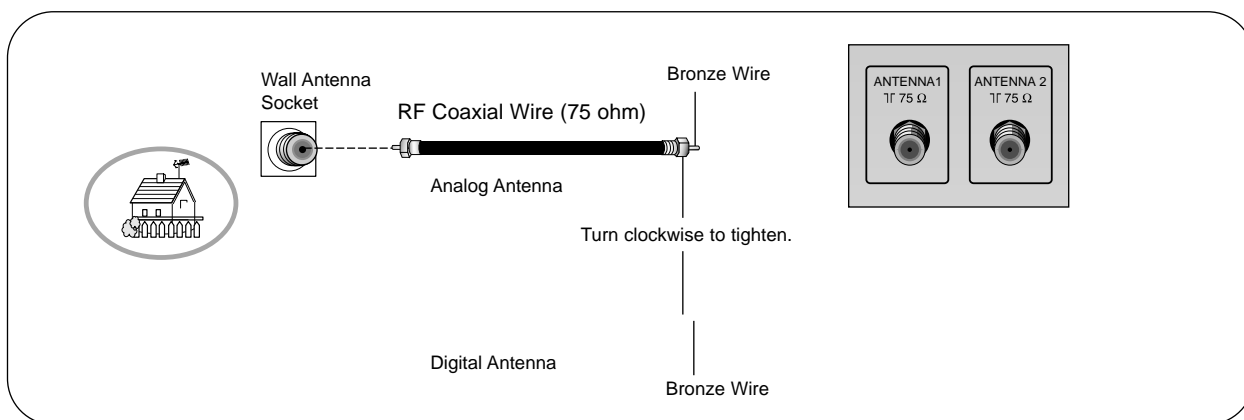 Wall Antenna
Socket
RF Coaxial Wire (75 ohm)
Bronze Wire
Analog Antenna
Turn clockwise to tighten.
Digital Antenna
Bronze Wire
ANTENNA1
75 Ω
ANTENNA 2
75 Ω